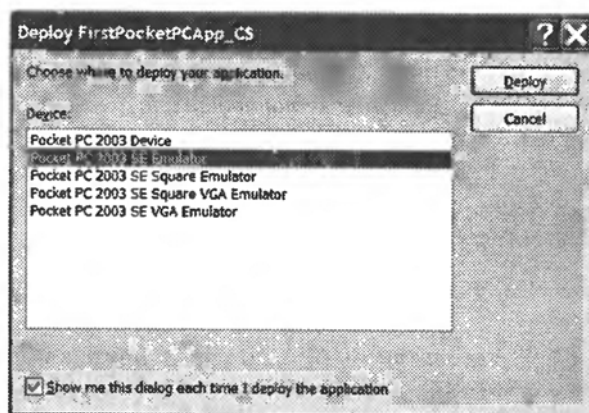 Deploy FirstPocketPCApp_CS
Choose where to deploy your application.
Deploy
Device:
Cancel
Pocket PC 2003 Device
Pocket PC 2003 SE Emulator
Pocket PC 2003 SE Square Emulator
Pocket PC 2003 SE Square VGA Emulator
Pocket PC 2003 SE VGA Emulator
Show me this dialog each time I deploy the application